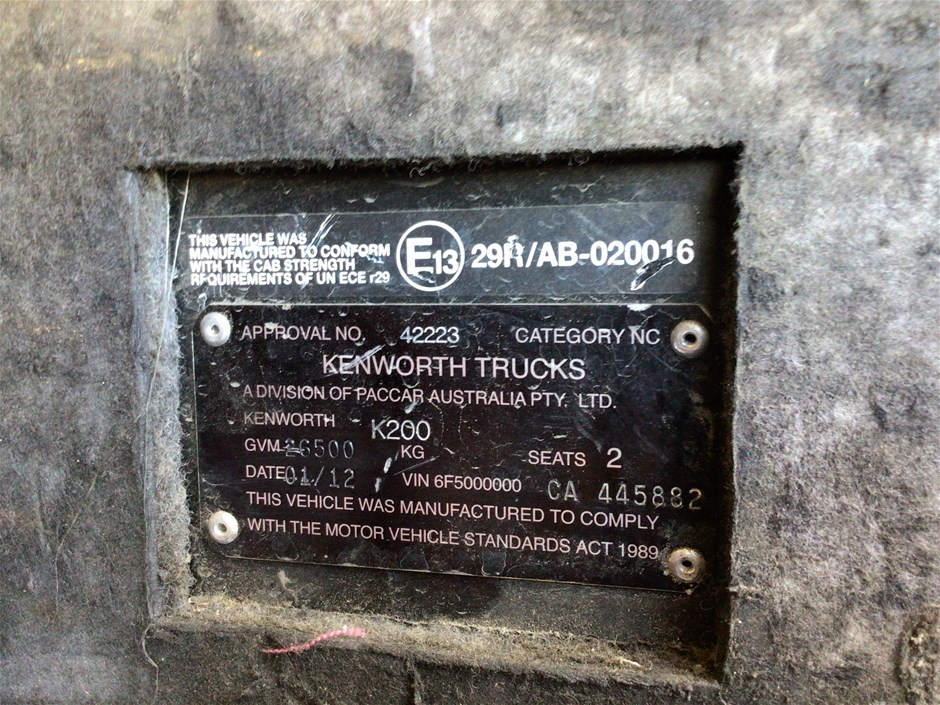 THIS VEHICLE WAS
MANUFACTURED TO CONFORM
WITH THE CAB STRENGTH
REQUIREMENTS OF UN ECE r29
E13 29R/AB-020016
APPROVAL NO. 42223 CATEGORY NC
KENWORTH TRUCKS
A DIVISION OF PACCAR AUSTRALIA PTY. LTD.
KENWORTH K200
GVM 26500 KG SEATS 2
DATE 01/12 VIN 6F5000000 CA 445882
THIS VEHICLE WAS MANUFACTURED TO COMPLY
WITH THE MOTOR VEHICLE STANDARDS ACT 1989